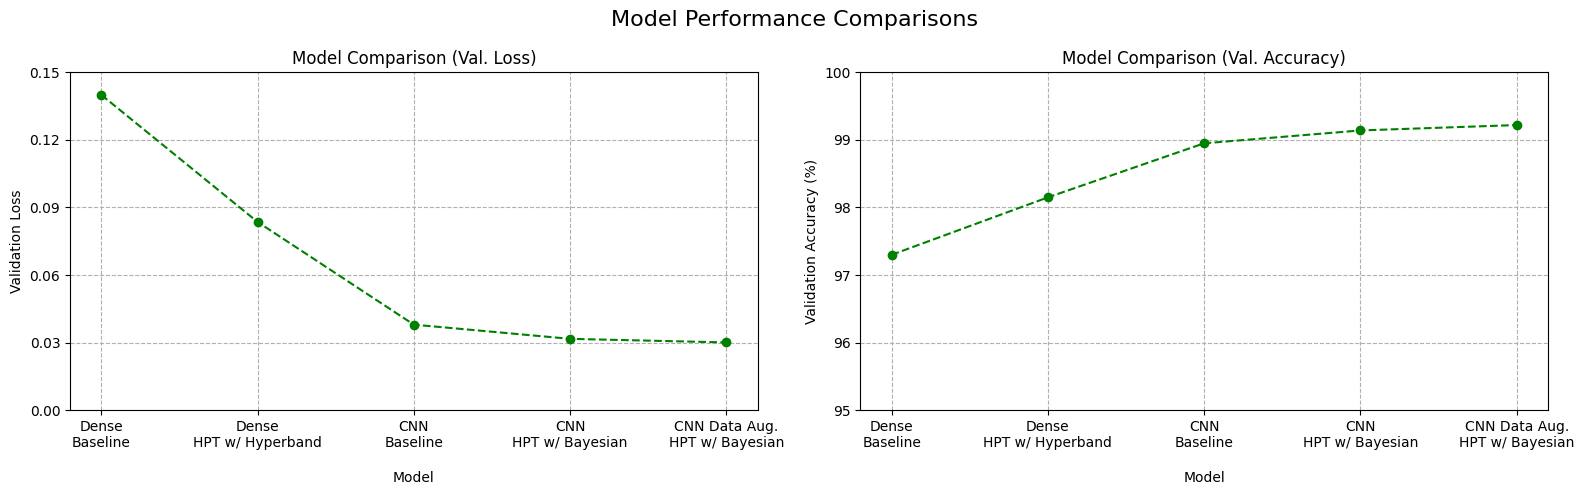 Model Performance Comparisons
Model Comparison (Val. Loss)
0.15
0.12
0.09
0.06
0.03
0.00
Validation Loss
Dense
Baseline
Dense
HPT w/ Hyperband
CNN
Baseline
CNN
HPT w/ Bayesian
CNN Data Aug.
HPT w/ Bayesian
Model
Model Comparison (Val. Accuracy)
100
99
98
97
96
95
Validation Accuracy (%)
Dense
Baseline
Dense
HPT w/ Hyperband
CNN
Baseline
CNN
HPT w/ Bayesian
CNN Data Aug.
HPT w/ Bayesian
Model